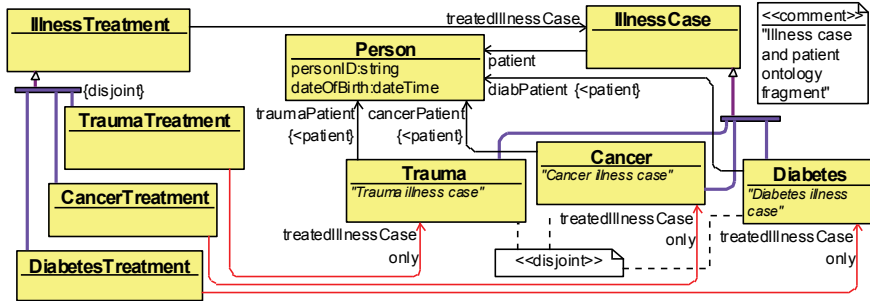 IllnessTreatment
treatedIllnessCase
IllnessCase
<<comment>>
"Illness case
and patient
ontology
fragment"
Person
personID:string
dateOfBirth:dateTime
patient
diabPatient {<patient}
{disjoint}
TraumaTreatment
traumaPatient
{<patient}
cancerPatient
{<patient}
Trauma
"Trauma illness case"
Cancer
"Cancer illness case"
Diabetes
"Diabetes illness
case"
CancerTreatment
treatedIllnessCase
only
treatedIllnessCase
only
treatedIllnessCase
only
<<disjoint>>
DiabetesTreatment